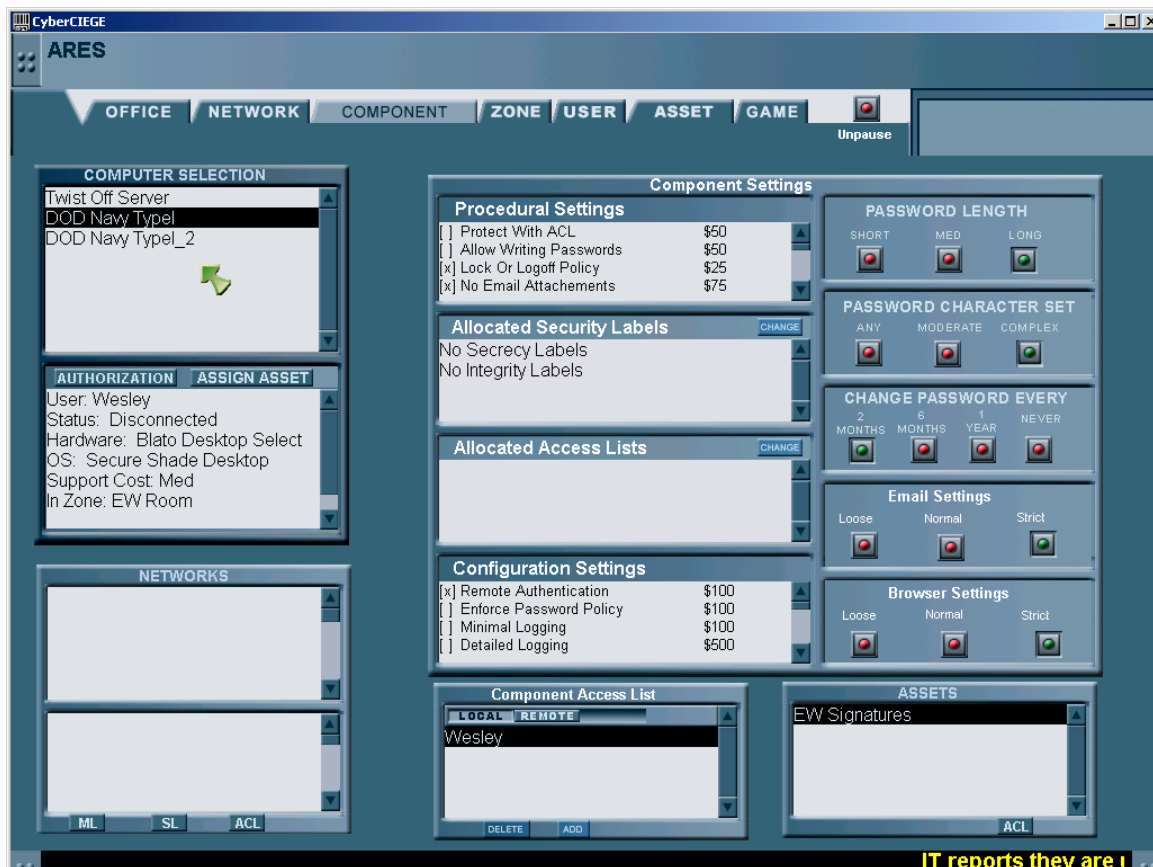 CyberCIEGE
ARES
OFFICE NETWORK COMPONENT ZONE USER ASSET GAME
Unpause
COMPUTER SELECTION
Twist Off Server
DOD Navy TypeI
DOD Navy TypeI_2
AUTHORIZATION ASSIGN ASSET
User: Wesley
Status: Disconnected
Hardware: Blato Desktop Select
OS: Secure Shade Desktop
Support Cost: Med
In Zone: EW Room
NETWORKS
ML SL ACL
Component Settings
Procedural Settings
[ ] Protect With ACL $50
[ ] Allow Writing Passwords $50
[x] Lock Or Logoff Policy $25
[x] No Email Attachements $75
Allocated Security Labels CHANGE
No Secrecy Labels
No Integrity Labels
Allocated Access Lists CHANGE
Configuration Settings
[x] Remote Authentication $100
[ ] Enforce Password Policy $100
[ ] Minimal Logging $100
[ ] Detailed Logging $500
PASSWORD LENGTH
SHORT MED LONG
PASSWORD CHARACTER SET
ANY MODERATE COMPLEX
CHANGE PASSWORD EVERY
2 MONTHS 6 MONTHS 1 YEAR NEVER
Email Settings
Loose Normal Strict
Browser Settings
Loose Normal Strict
Component Access List
LOCAL REMOTE
Wesley
DELETE ADD
ASSETS
EW Signatures
ACL
IT reports they are